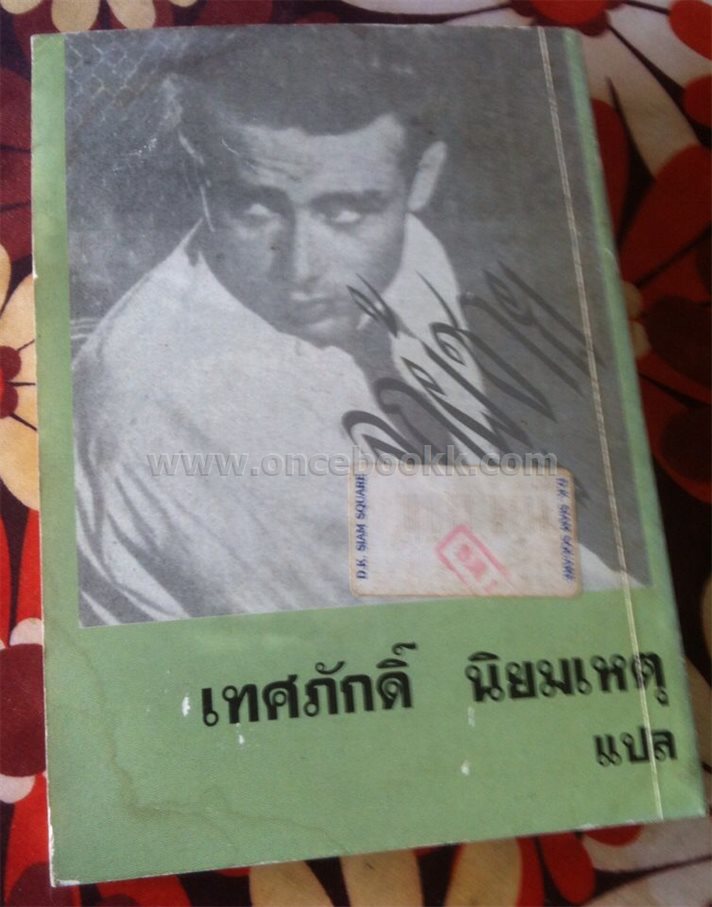 www.oncebookk.com
D.K. SIAM SQUARE
D.K. SIAM SQUARE
เทศภักดิ์ นิยมเหตุ
แปล